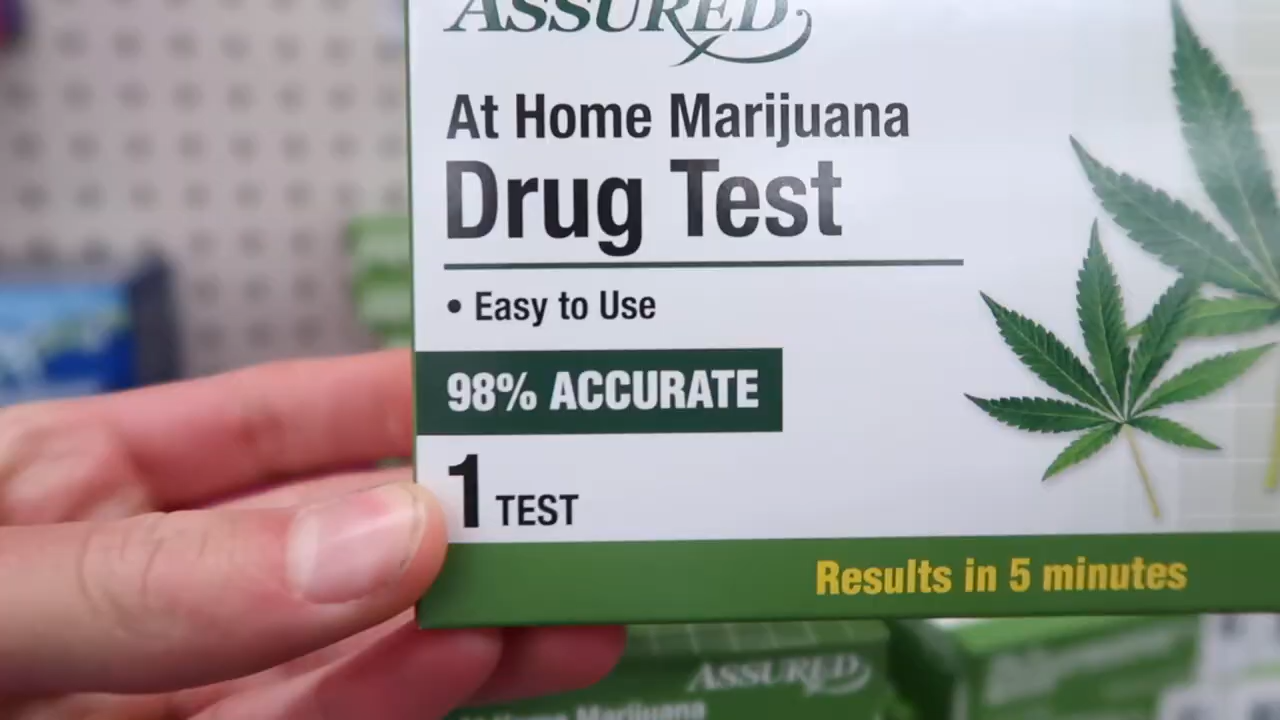 ASSURED
At Home Marijuana
Drug Test
• Easy to Use
98% ACCURATE
1 TEST
Results in 5 minutes
ASSURED
At Home Marijuana